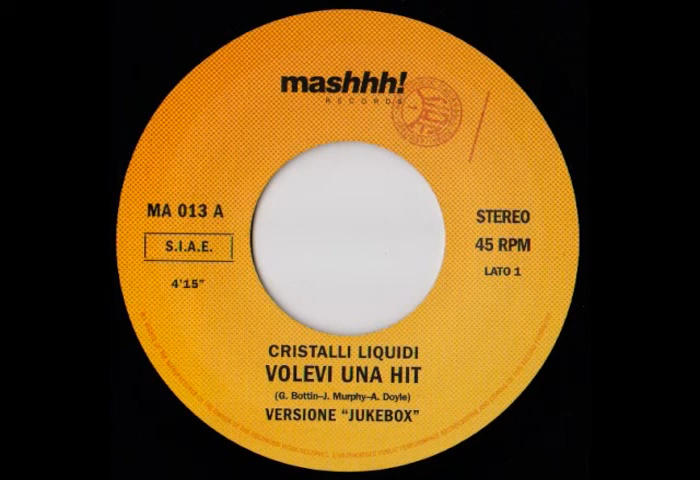 mashhh!
RECORDS
MA 013 A
S.I.A.E.
4'15"
STEREO
45 RPM
LATO 1
CRISTALLI LIQUIDI
VOLEVI UNA HIT
(G. Bottin–J. Murphy–A. Doyle)
VERSIONE “JUKEBOX”